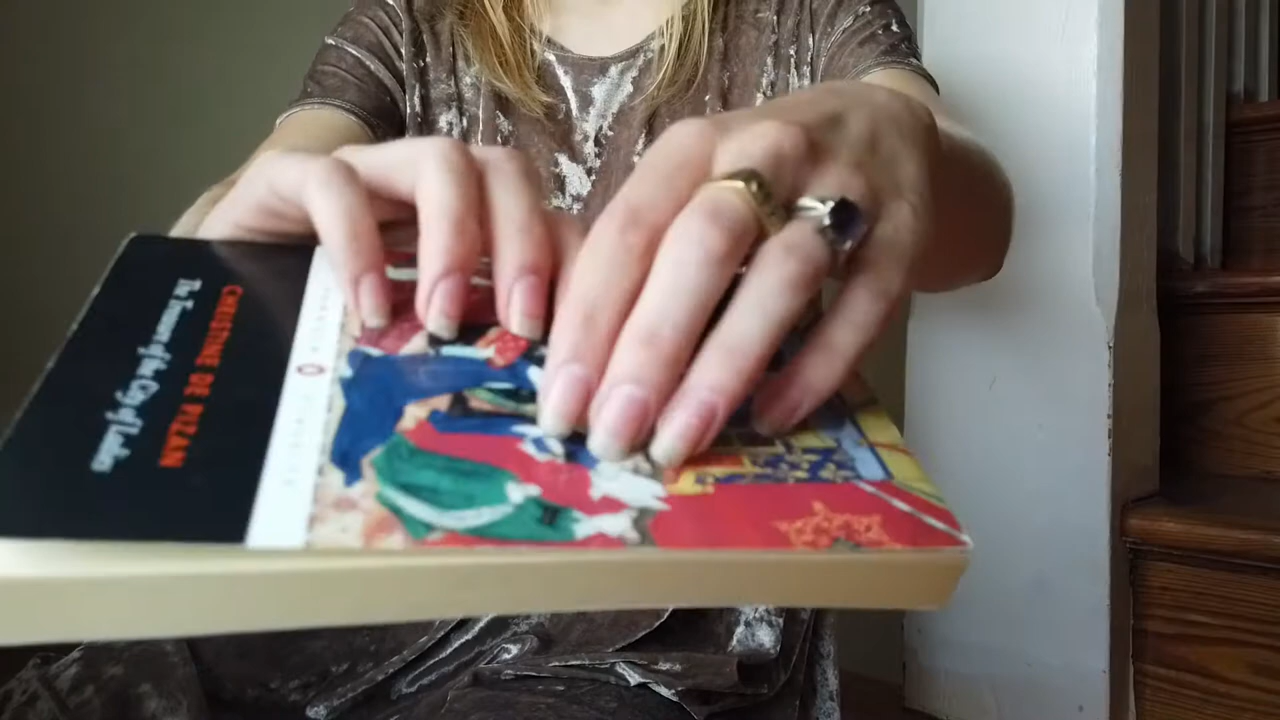 CHRISTINE DE PIZAN
The Treasure of the City of Ladies